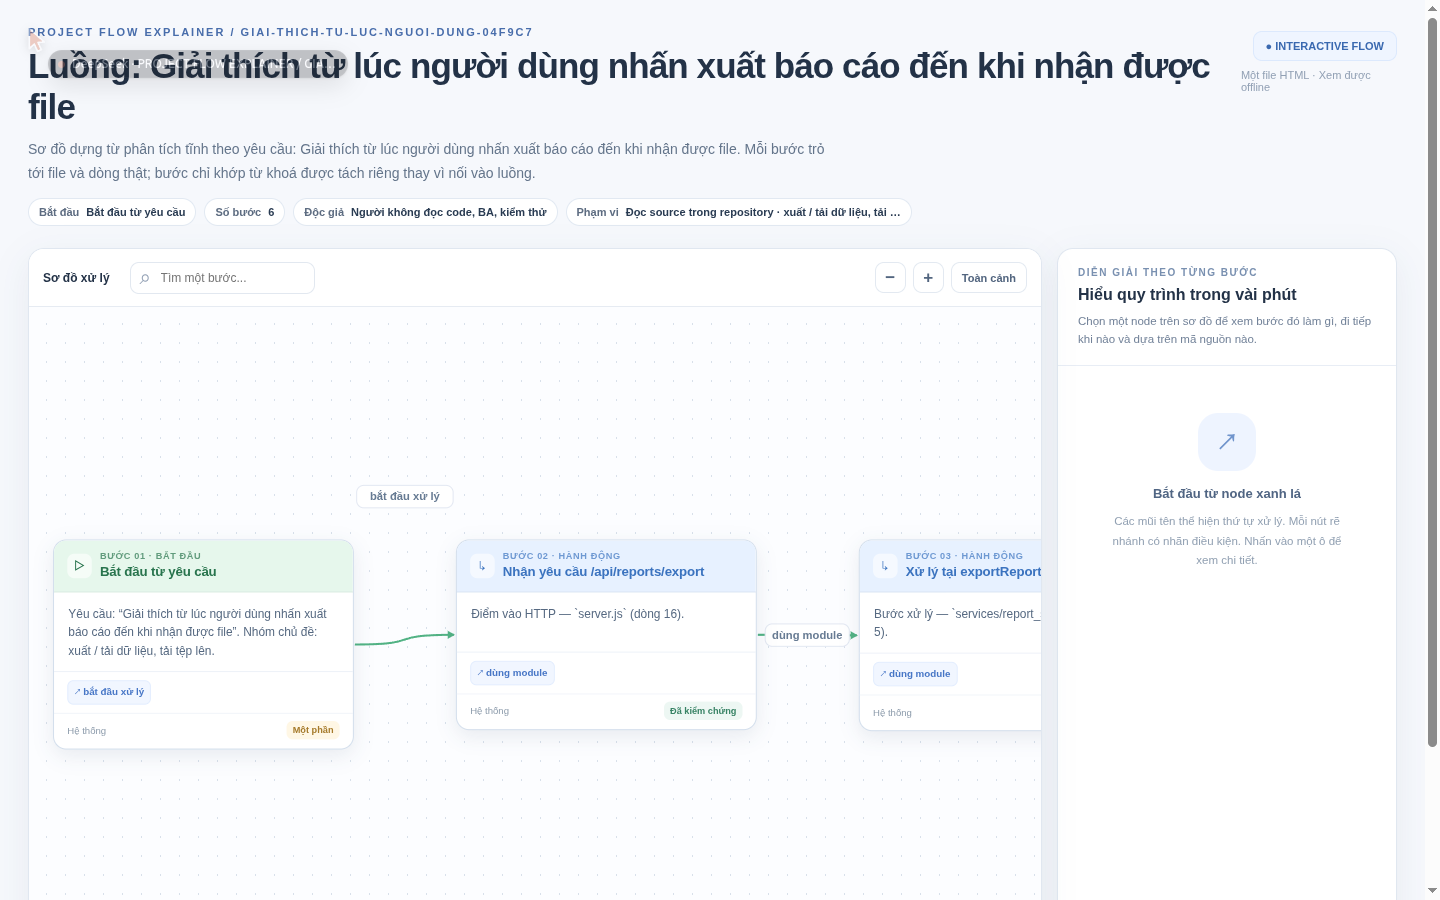 PROJECT FLOW EXPLAINER / GIAI-THICH-TU-LUC-NGUOI-DUNG-04F9C7
Luồng: Giải thích từ lúc người dùng nhấn xuất báo cáo đến khi nhận được
file
● INTERACTIVE FLOW
Một file HTML · Xem được
offline
Sơ đồ dựng từ phân tích tĩnh theo yêu cầu: Giải thích từ lúc người dùng nhấn xuất báo cáo đến khi nhận được file. Mỗi bước trỏ
tới file và dòng thật; bước chỉ khớp từ khoá được tách riêng thay vì nối vào luồng.
Bắt đầu Bắt đầu từ yêu cầu
Số bước 6
Độc giả Người không đọc code, BA, kiểm thử
Phạm vi Đọc source trong repository · xuất / tải dữ liệu, tải ...
Sơ đồ xử lý
Tìm một bước...
− + Toàn cảnh
bắt đầu xử lý
BƯỚC 01 · BẮT ĐẦU
Bắt đầu từ yêu cầu
Yêu cầu: “Giải thích từ lúc người dùng nhấn xuất
báo cáo đến khi nhận được file”. Nhóm chủ đề:
xuất / tải dữ liệu, tải tệp lên.
↗ bắt đầu xử lý
Hệ thống
Một phần
BƯỚC 02 · HÀNH ĐỘNG
Nhận yêu cầu /api/reports/export
Điểm vào HTTP — `server.js` (dòng 16).
↗ dùng module
Hệ thống
Đã kiểm chứng
dùng module
BƯỚC 03 · HÀNH ĐỘNG
Xử lý tại exportReport
Bước xử lý — `services/report_
5).
↗ dùng module
Hệ thống
DIỄN GIẢI THEO TỪNG BƯỚC
Hiểu quy trình trong vài phút
Chọn một node trên sơ đồ để xem bước đó làm gì, đi tiếp
khi nào và dựa trên mã nguồn nào.
Bắt đầu từ node xanh lá
Các mũi tên thể hiện thứ tự xử lý. Mỗi nút rẽ
nhánh có nhãn điều kiện. Nhấn vào một ô để
xem chi tiết.